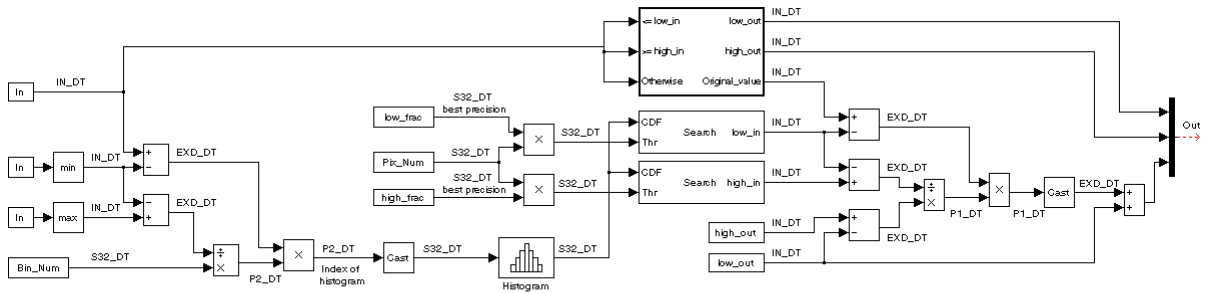 IN_DT
<= low_in
low_out
IN_DT
>= high_in
high_out
IN_DT
Otherwise
Original_value
IN_DT
In
IN_DT
low_frac
S32_DT
best precision
S32_DT
CDF
Thr
Search
low_in
IN_DT
EXD_DT
Out
Pix_Num
S32_DT
S32_DT
best precision
high_frac
S32_DT
CDF
Thr
Search
high_in
IN_DT
EXD_DT
P1_DT
P1_DT
Cast
EXD_DT
In
min
IN_DT
EXD_DT
In
max
IN_DT
EXD_DT
high_out
IN_DT
EXD_DT
low_out
IN_DT
Bin_Num
S32_DT
P2_DT
P2_DT
Index of
histogram
Cast
S32_DT
Histogram
S32_DT